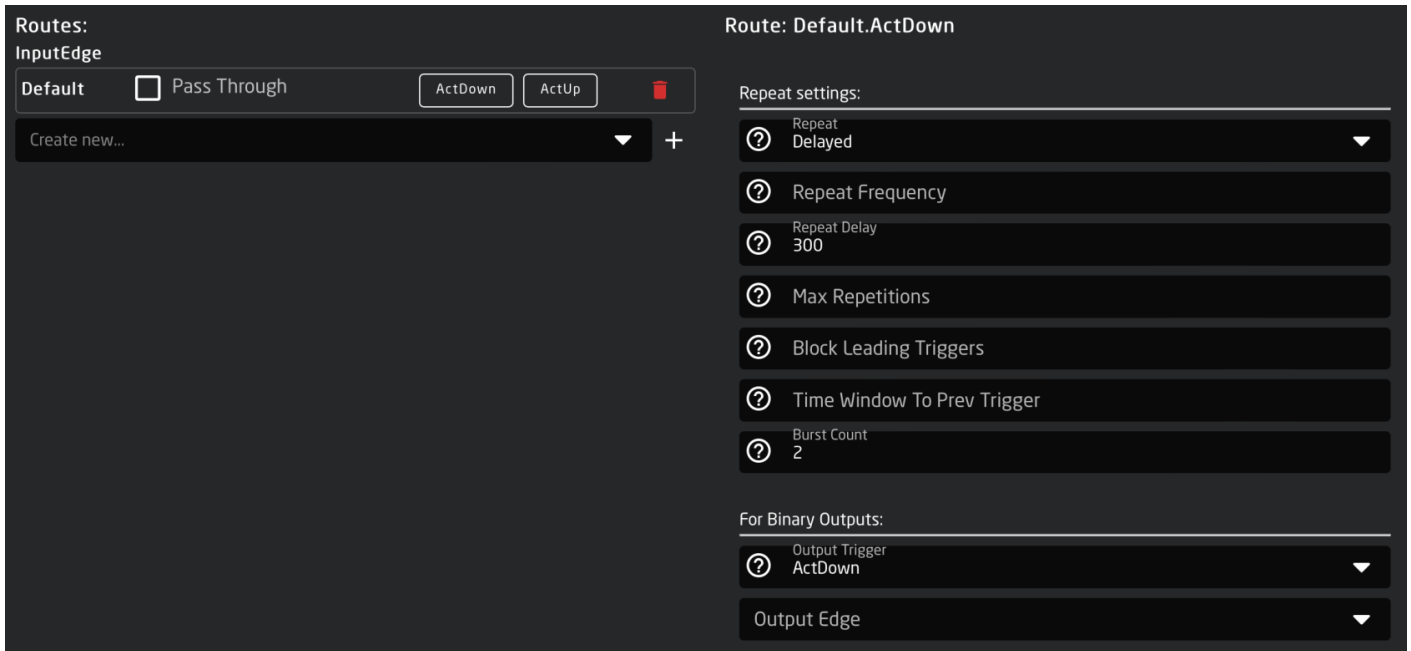 Routes:
InputEdge
Default Pass Through ActDown ActUp
Create new...
Route: Default.ActDown
Repeat settings:
Repeat
Delayed
Repeat Frequency
Repeat Delay
300
Max Repetitions
Block Leading Triggers
Time Window To Prev Trigger
Burst Count
2
For Binary Outputs:
Output Trigger
ActDown
Output Edge